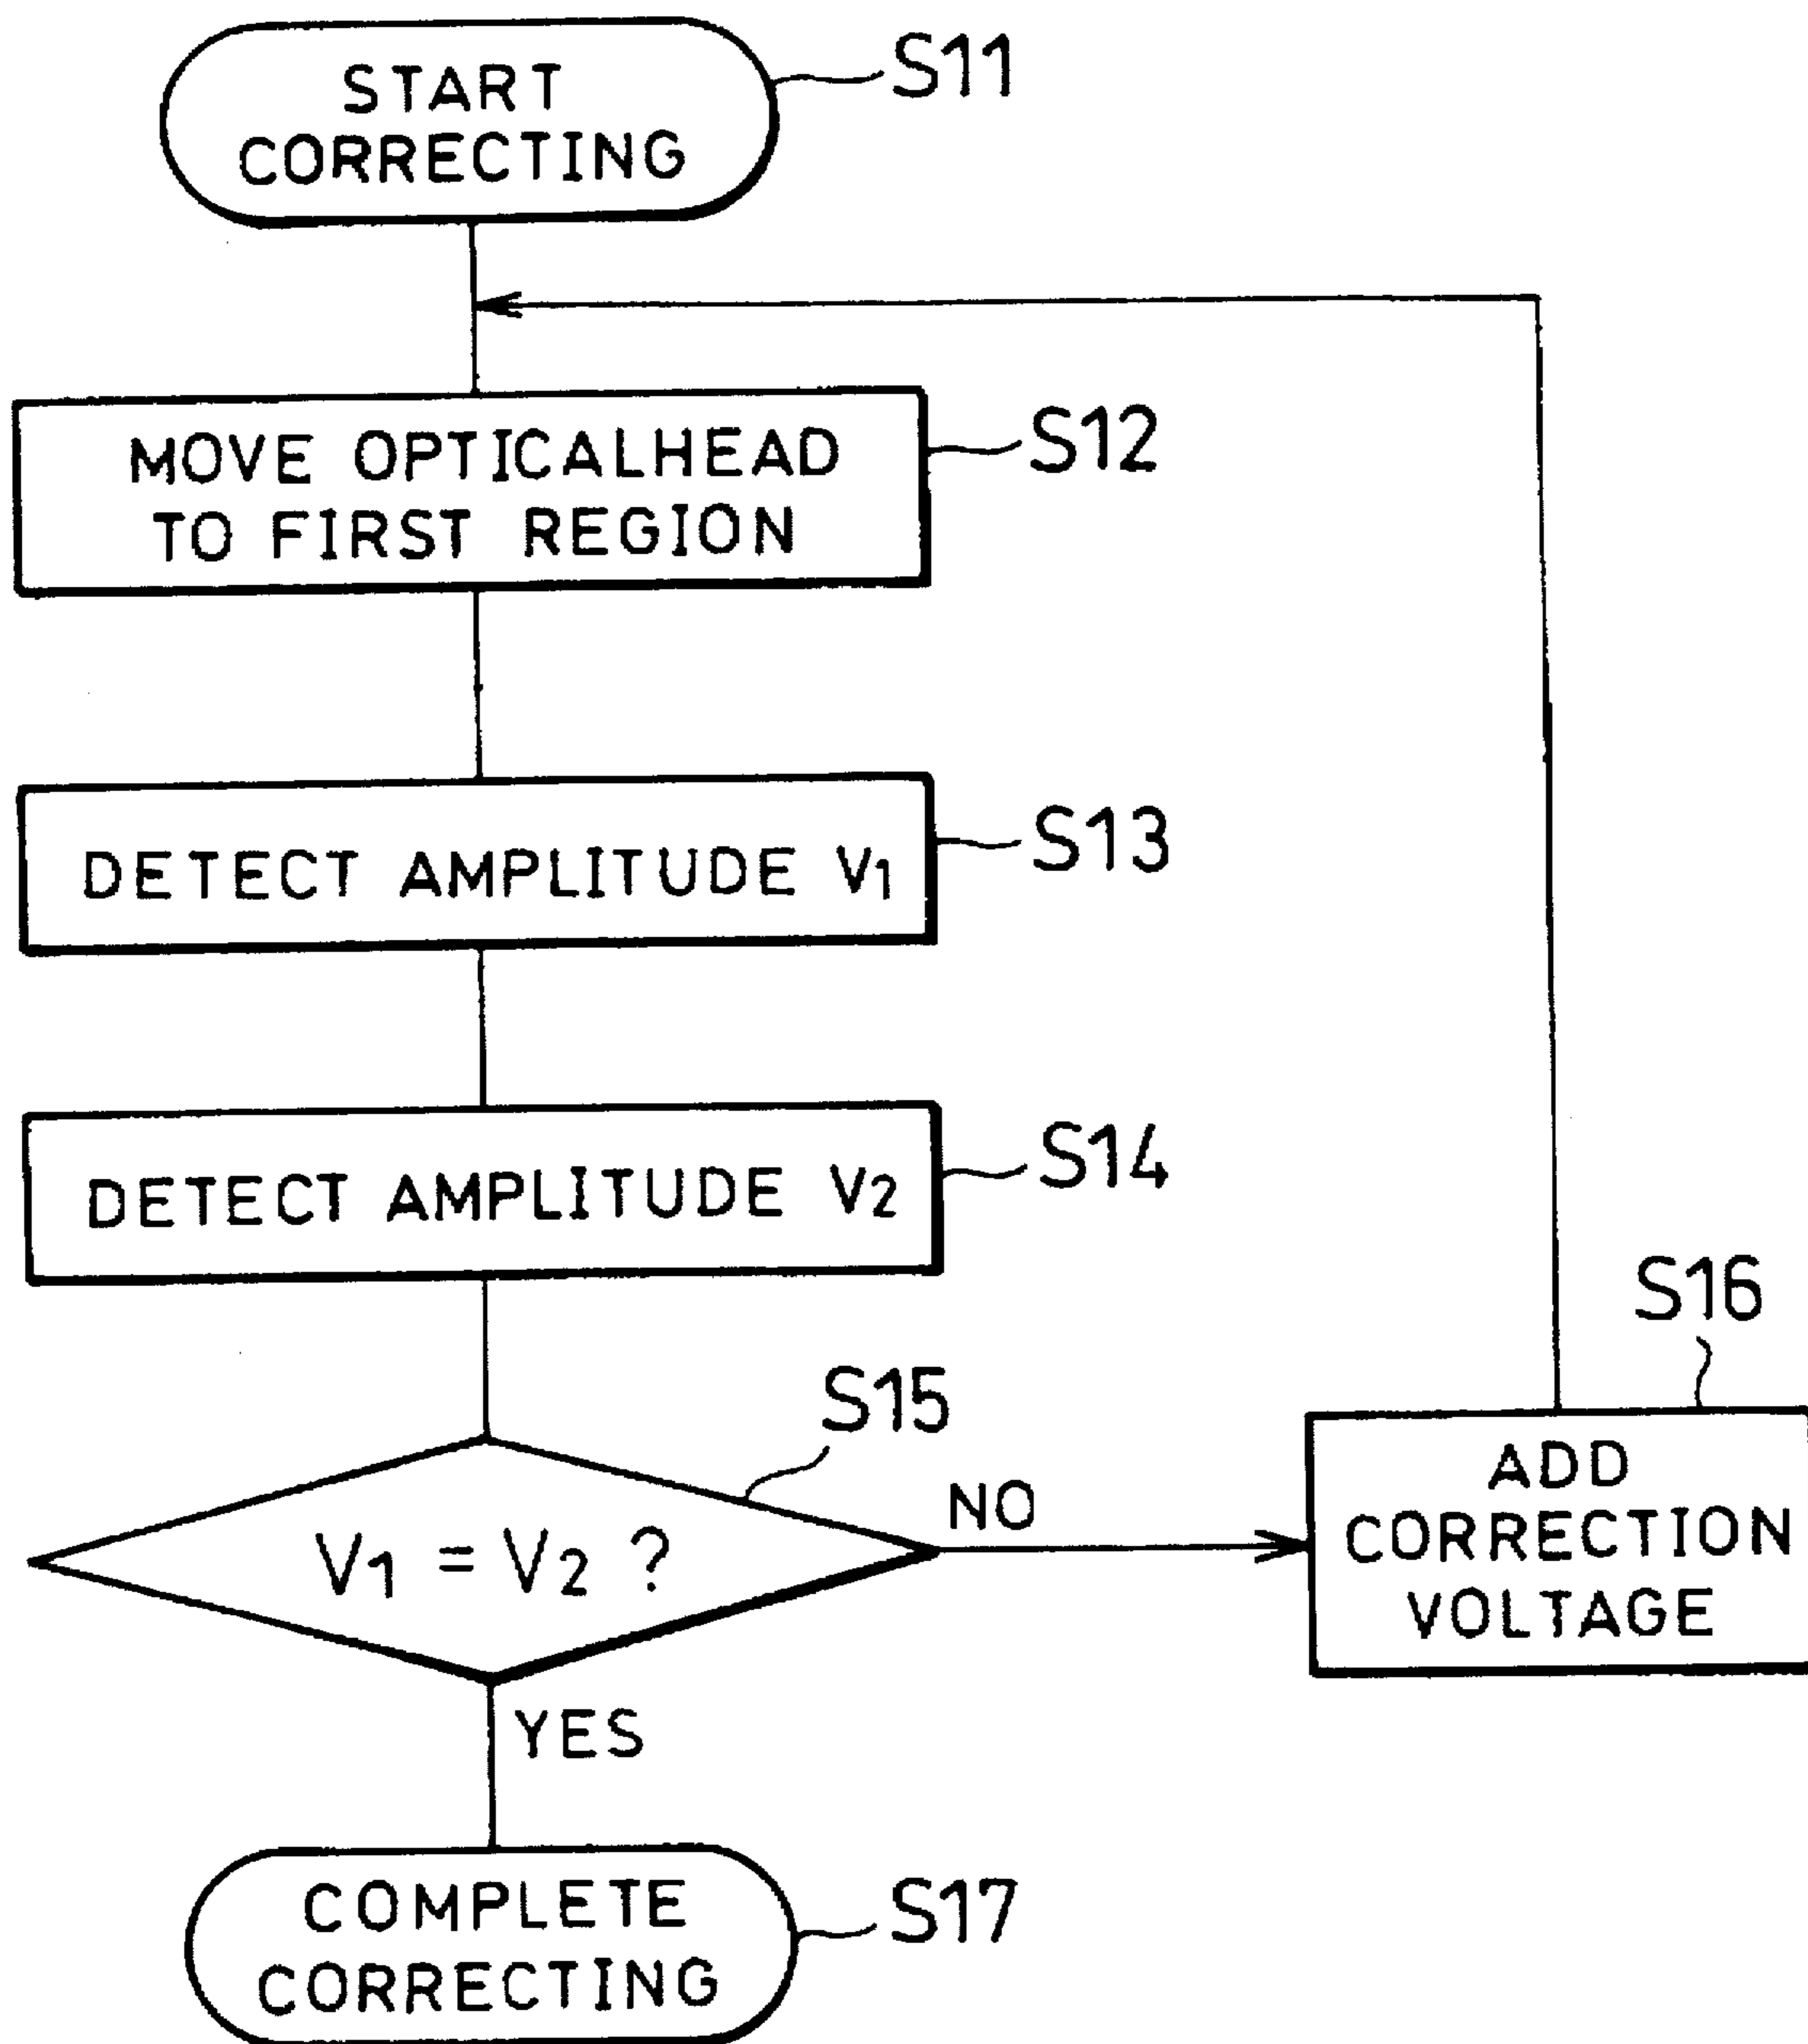 START
CORRECTING
S11
MOVE OPTICALHEAD
TO FIRST REGION
S12
DETECT AMPLITUDE V1
S13
DETECT AMPLITUDE V2
S14
V1 = V2 ?
S15
NO
ADD
CORRECTION
VOLTAGE
S16
YES
COMPLETE
CORRECTING
S17